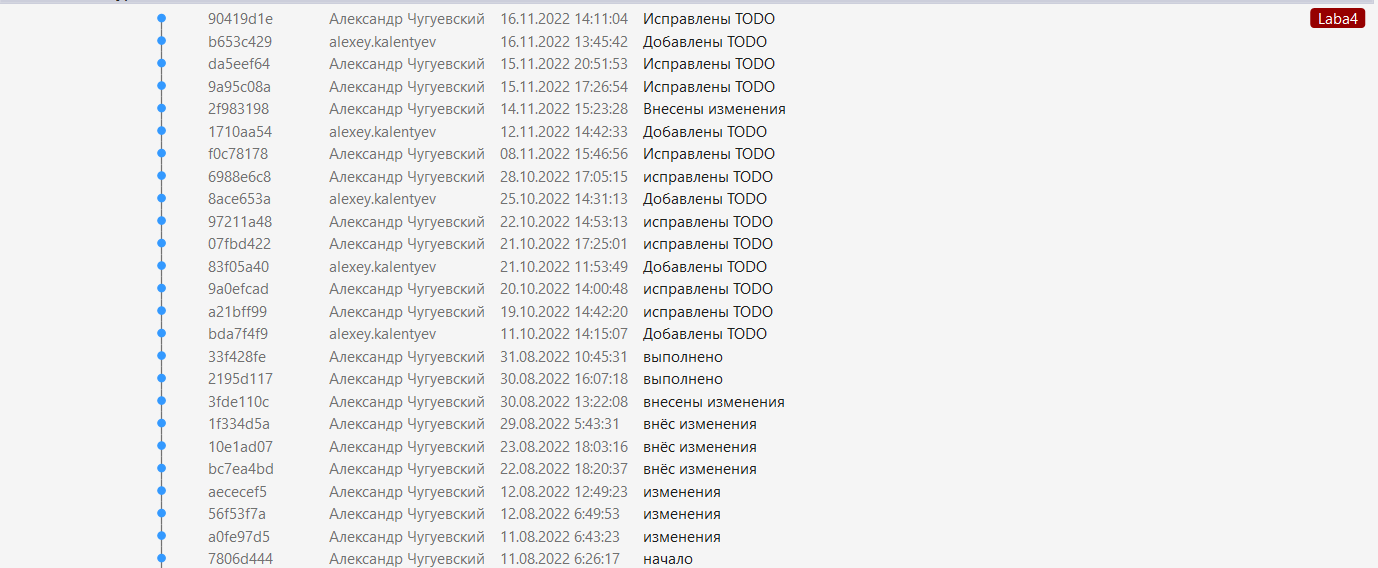 90419d1e Александр Чугуевский 16.11.2022 14:11:04 Исправлены TODO Laba4
b653c429 alexey.kalentyev 16.11.2022 13:45:42 Добавлены TODO
da5eef64 Александр Чугуевский 15.11.2022 20:51:53 Исправлены TODO
9a95c08a Александр Чугуевский 15.11.2022 17:26:54 Исправлены TODO
2f983198 Александр Чугуевский 14.11.2022 15:23:28 Внесены изменения
1710aa54 alexey.kalentyev 12.11.2022 14:42:33 Добавлены TODO
f0c78178 Александр Чугуевский 08.11.2022 15:46:56 Исправлены TODO
6988e6c8 Александр Чугуевский 28.10.2022 17:05:15 исправлены TODO
8ace653a alexey.kalentyev 25.10.2022 14:31:13 Добавлены TODO
97211a48 Александр Чугуевский 22.10.2022 14:53:13 исправлены TODO
07fbd422 Александр Чугуевский 21.10.2022 17:25:01 исправлены TODO
83f05a40 alexey.kalentyev 21.10.2022 11:53:49 Добавлены TODO
9a0efcad Александр Чугуевский 20.10.2022 14:00:48 исправлены TODO
a21bff99 Александр Чугуевский 19.10.2022 14:42:20 исправлены TODO
bda7f4f9 alexey.kalentyev 11.10.2022 14:15:07 Добавлены TODO
33f428fe Александр Чугуевский 31.08.2022 10:45:31 выполнено
2195d117 Александр Чугуевский 30.08.2022 16:07:18 выполнено
3fde110c Александр Чугуевский 30.08.2022 13:22:08 внесены изменения
1f334d5a Александр Чугуевский 29.08.2022 5:43:31 внёс изменения
10e1ad07 Александр Чугуевский 23.08.2022 18:03:16 внёс изменения
bc7ea4bd Александр Чугуевский 22.08.2022 18:20:37 внёс изменения
aececef5 Александр Чугуевский 12.08.2022 12:49:23 изменения
56f53f7a Александр Чугуевский 12.08.2022 6:49:53 изменения
a0fe97d5 Александр Чугуевский 11.08.2022 6:43:23 изменения
7806d444 Александр Чугуевский 11.08.2022 6:26:17 начало